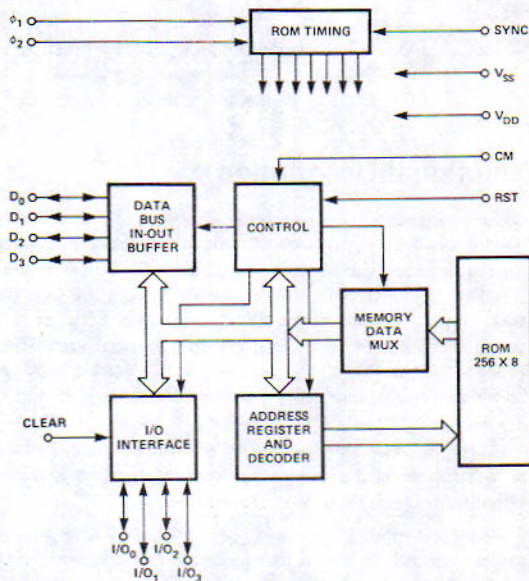 ϕ1
ϕ2
ROM TIMING
SYNC
VSS
VDD
CM
RST
D0
D1
D2
D3
DATA
BUS
IN-OUT
BUFFER
CONTROL
MEMORY
DATA
MUX
ROM
256 X 8
CLEAR
I/O
INTERFACE
ADDRESS
REGISTER
AND
DECODER
I/O0
I/O1
I/O2
I/O3